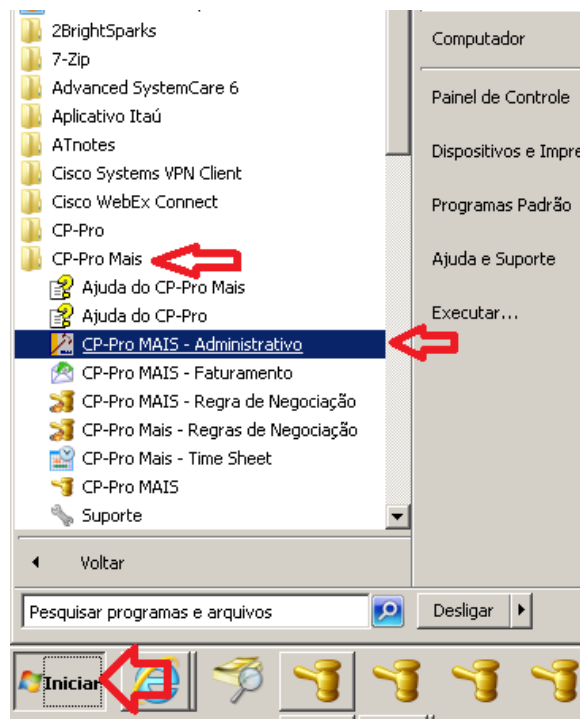 2BrightSparks
7-Zip
Advanced SystemCare 6
Aplicativo Itaú
ATnotes
Cisco Systems VPN Client
Cisco WebEx Connect
CP-Pro
CP-Pro Mais
Ajuda do CP-Pro Mais
Ajuda do CP-Pro
CP-Pro MAIS - Administrativo
CP-Pro MAIS - Faturamento
CP-Pro MAIS - Regra de Negociação
CP-Pro Mais - Regras de Negociação
CP-Pro Mais - Time Sheet
CP-Pro MAIS
Suporte
Voltar
Pesquisar programas e arquivos
Computador
Painel de Controle
Dispositivos e Impre
Programas Padrão
Ajuda e Suporte
Executar...
Desligar
Iniciar